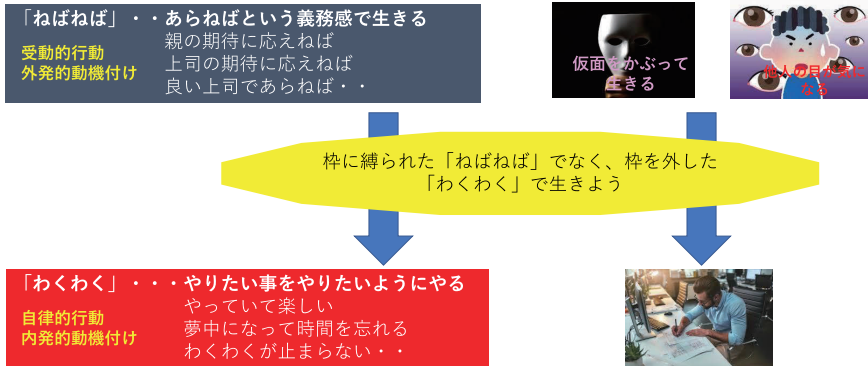 「ねばねば」・・あらねばという義務感で生きる
受動的行動
外発的動機付け
親の期待に応えねば
上司の期待に応えねば
良い上司であらねば・・
仮面をかぶって
生きる
他人の目が気に
なる
枠に縛られた「ねばねば」でなく、枠を外した
「わくわく」で生きよう
「わくわく」・・・やりたい事をやりたいようにやる
自律的行動
内発的動機付け
やっていて楽しい
夢中になって時間を忘れる
わくわくが止まらない・・